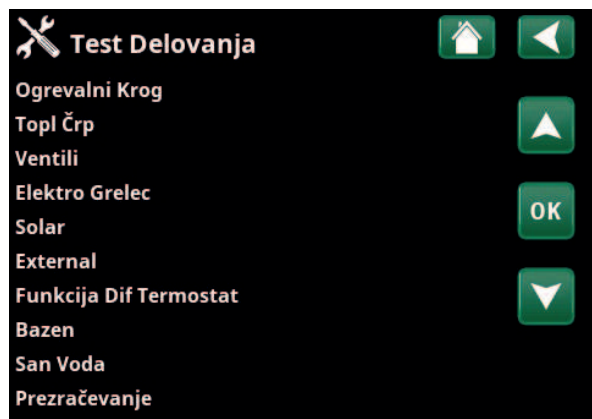 Test Delovanja
Ogrevalni Krog
Topl Črp
Ventili
Elektro Grelec
OK
Solar
External
Funkcija Dif Termostat
Bazen
San Voda
Prezračevanje